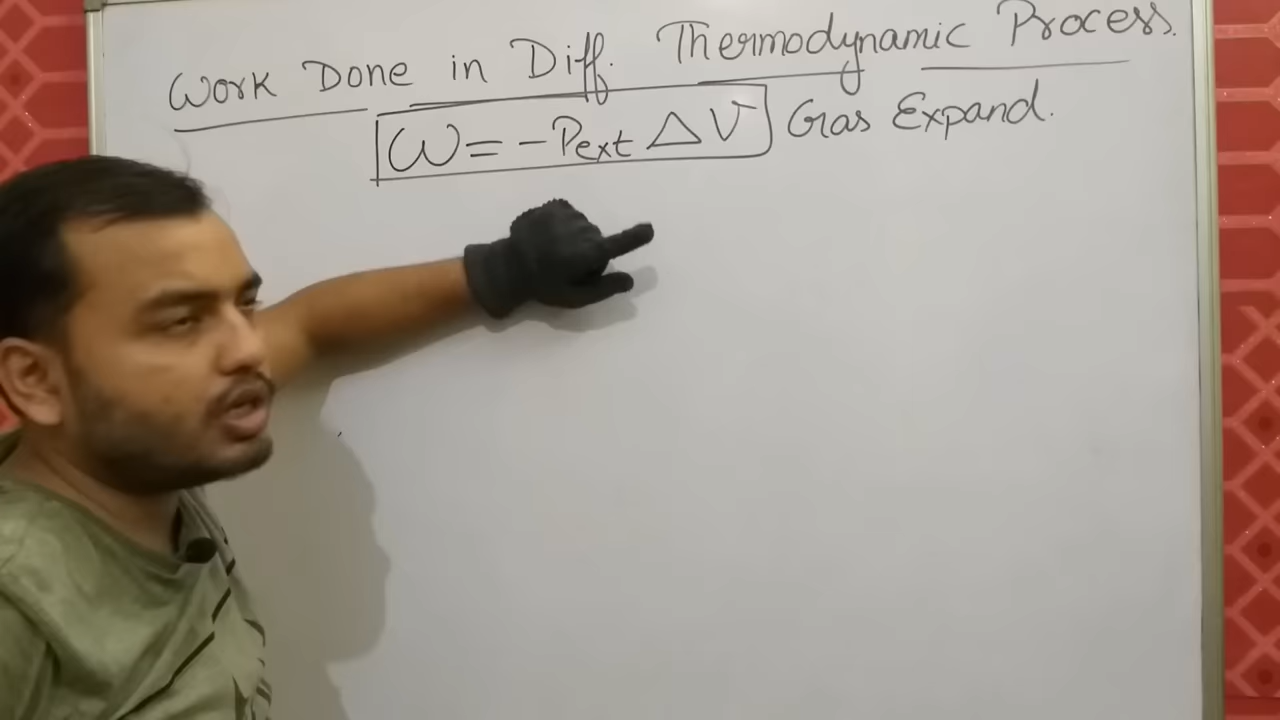 Work Done in Diff. Thermodynamic Process.
W = - Pext ΔV Gas Expand.